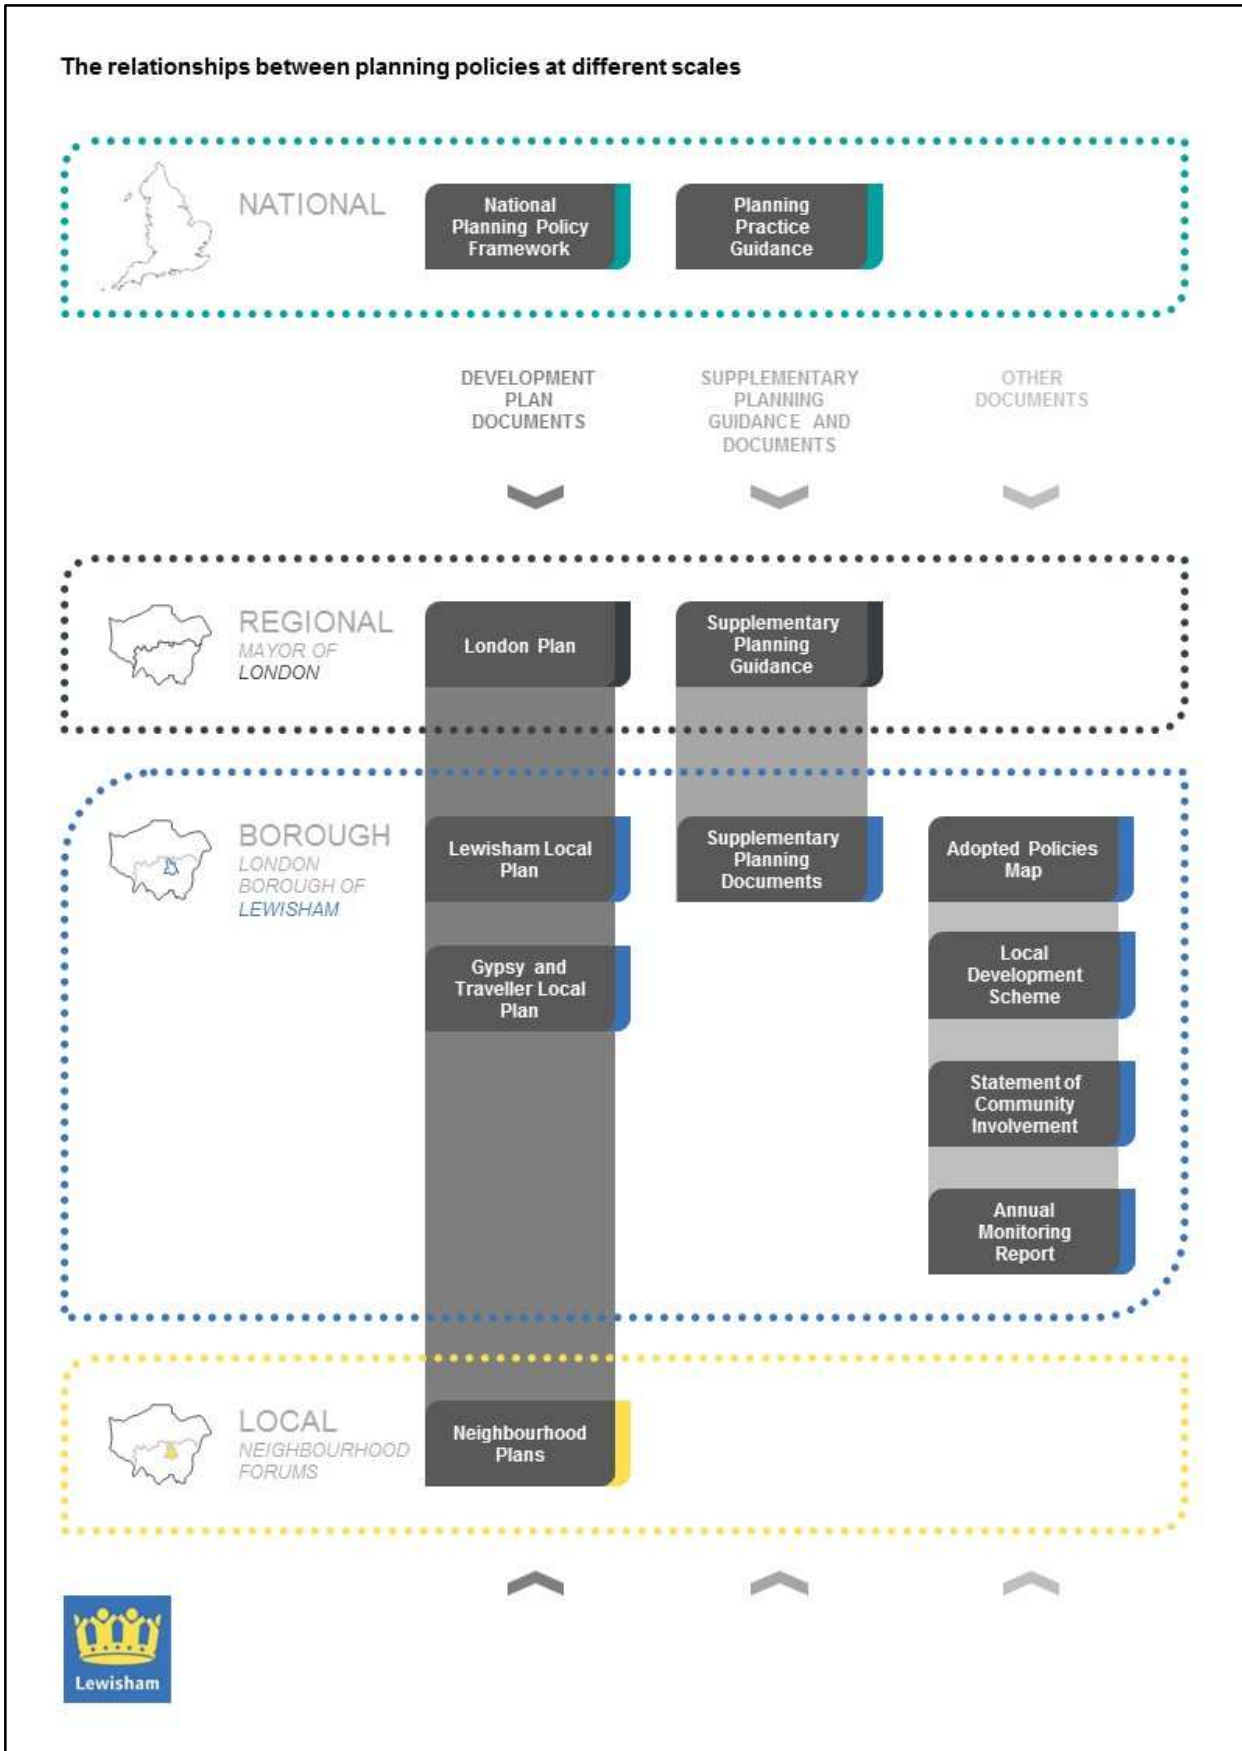 The relationships between planning policies at different scales
NATIONAL
National
Planning Policy
Framework
Planning
Practice
Guidance
DEVELOPMENT
PLAN
DOCUMENTS
SUPPLEMENTARY
PLANNING
GUIDANCE AND
DOCUMENTS
OTHER
DOCUMENTS
REGIONAL
MAYOR OF
LONDON
London Plan
Supplementary
Planning
Guidance
BOROUGH
LONDON
BOROUGH OF
LEWISHAM
Lewisham Local
Plan
Supplementary
Planning
Documents
Adopted Policies
Map
Gypsy and
Traveller Local
Plan
Local
Development
Scheme
Statement of
Community
Involvement
Annual
Monitoring
Report
LOCAL
NEIGHBOURHOOD
FORUMS
Neighbourhood
Plans
Lewisham